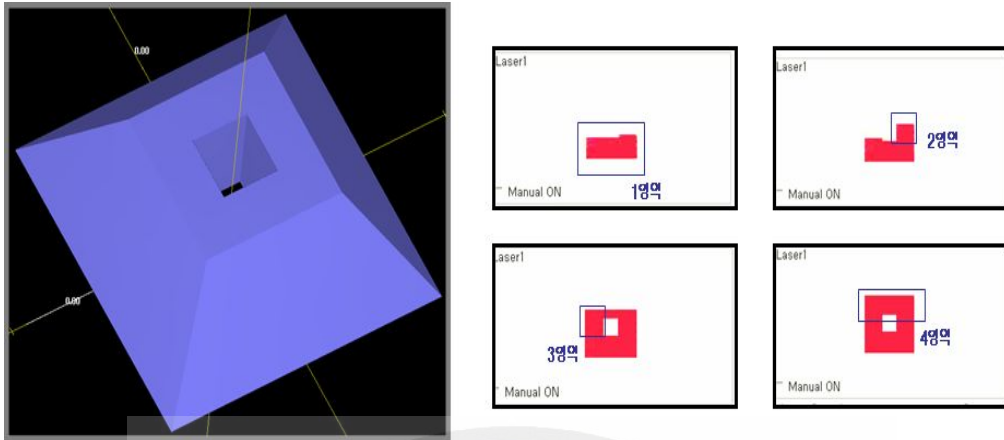 0.00
0.00
Laser1
1영역
Manual ON
Laser1
2영역
Manual ON
Laser1
3영역
Manual ON
Laser1
4영역
Manual ON